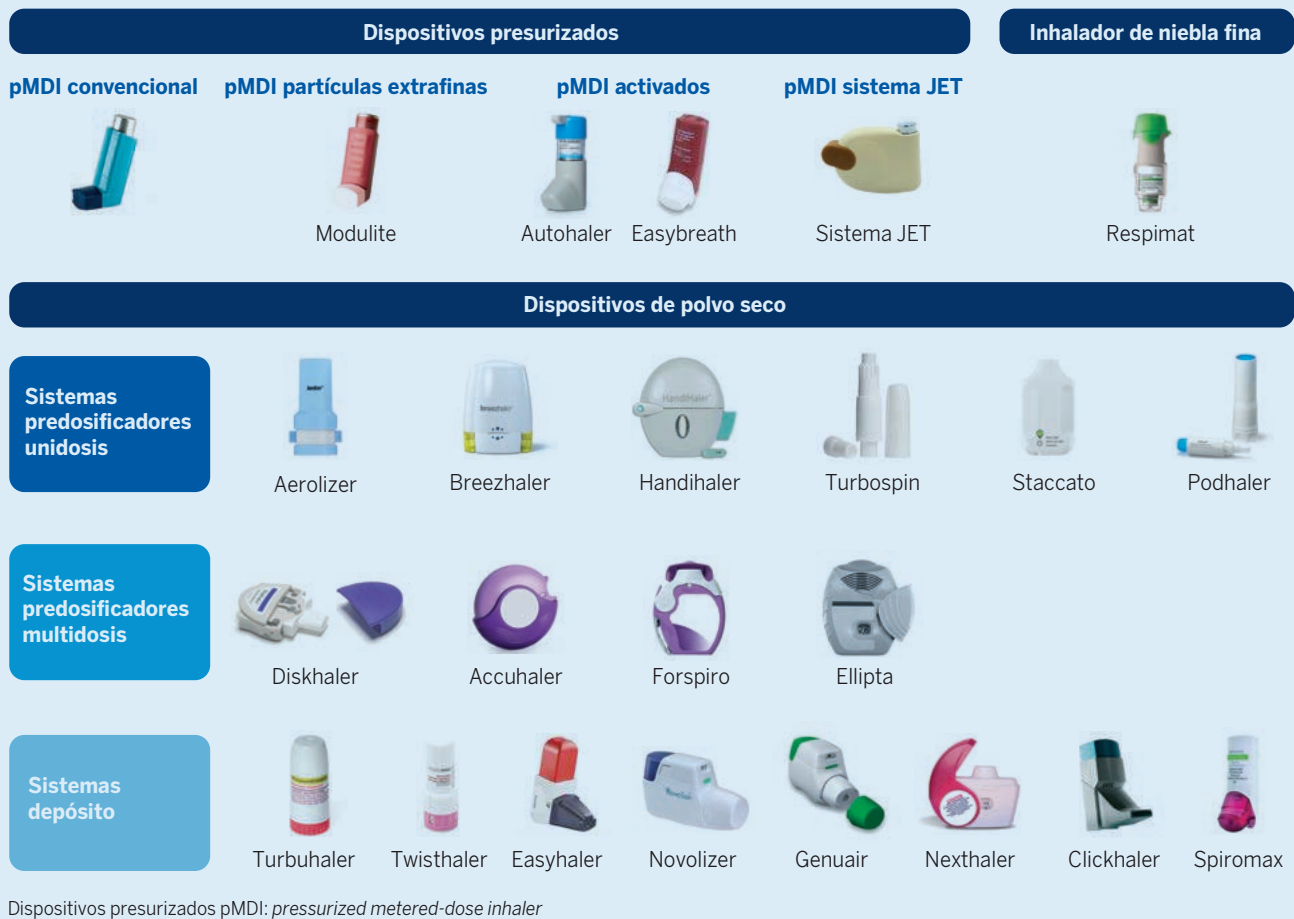 Dispositivos presurizados
Inhalador de niebla fina
pMDI convencional
pMDI partículas extrafinas
pMDI activados
pMDI sistema JET
Modulite
Autohaler
Easybreath
Sistema JET
Respimat
Dispositivos de polvo seco
Sistemas
predosificadores
unidosis
breezhaler
HandiHaler
Aerolizer
Breezhaler
Handihaler
Turbospin
Staccato
Podhaler
Sistemas
predosificadores
multidosis
Diskhaler
Accuhaler
Forspiro
Ellipta
Sistemas
depósito
Turbuhaler
Twisthaler
Easyhaler
Novolizer
Genuair
Nexthaler
Clickhaler
Spiromax
Dispositivos presurizados pMDI: pressurized metered-dose inhaler